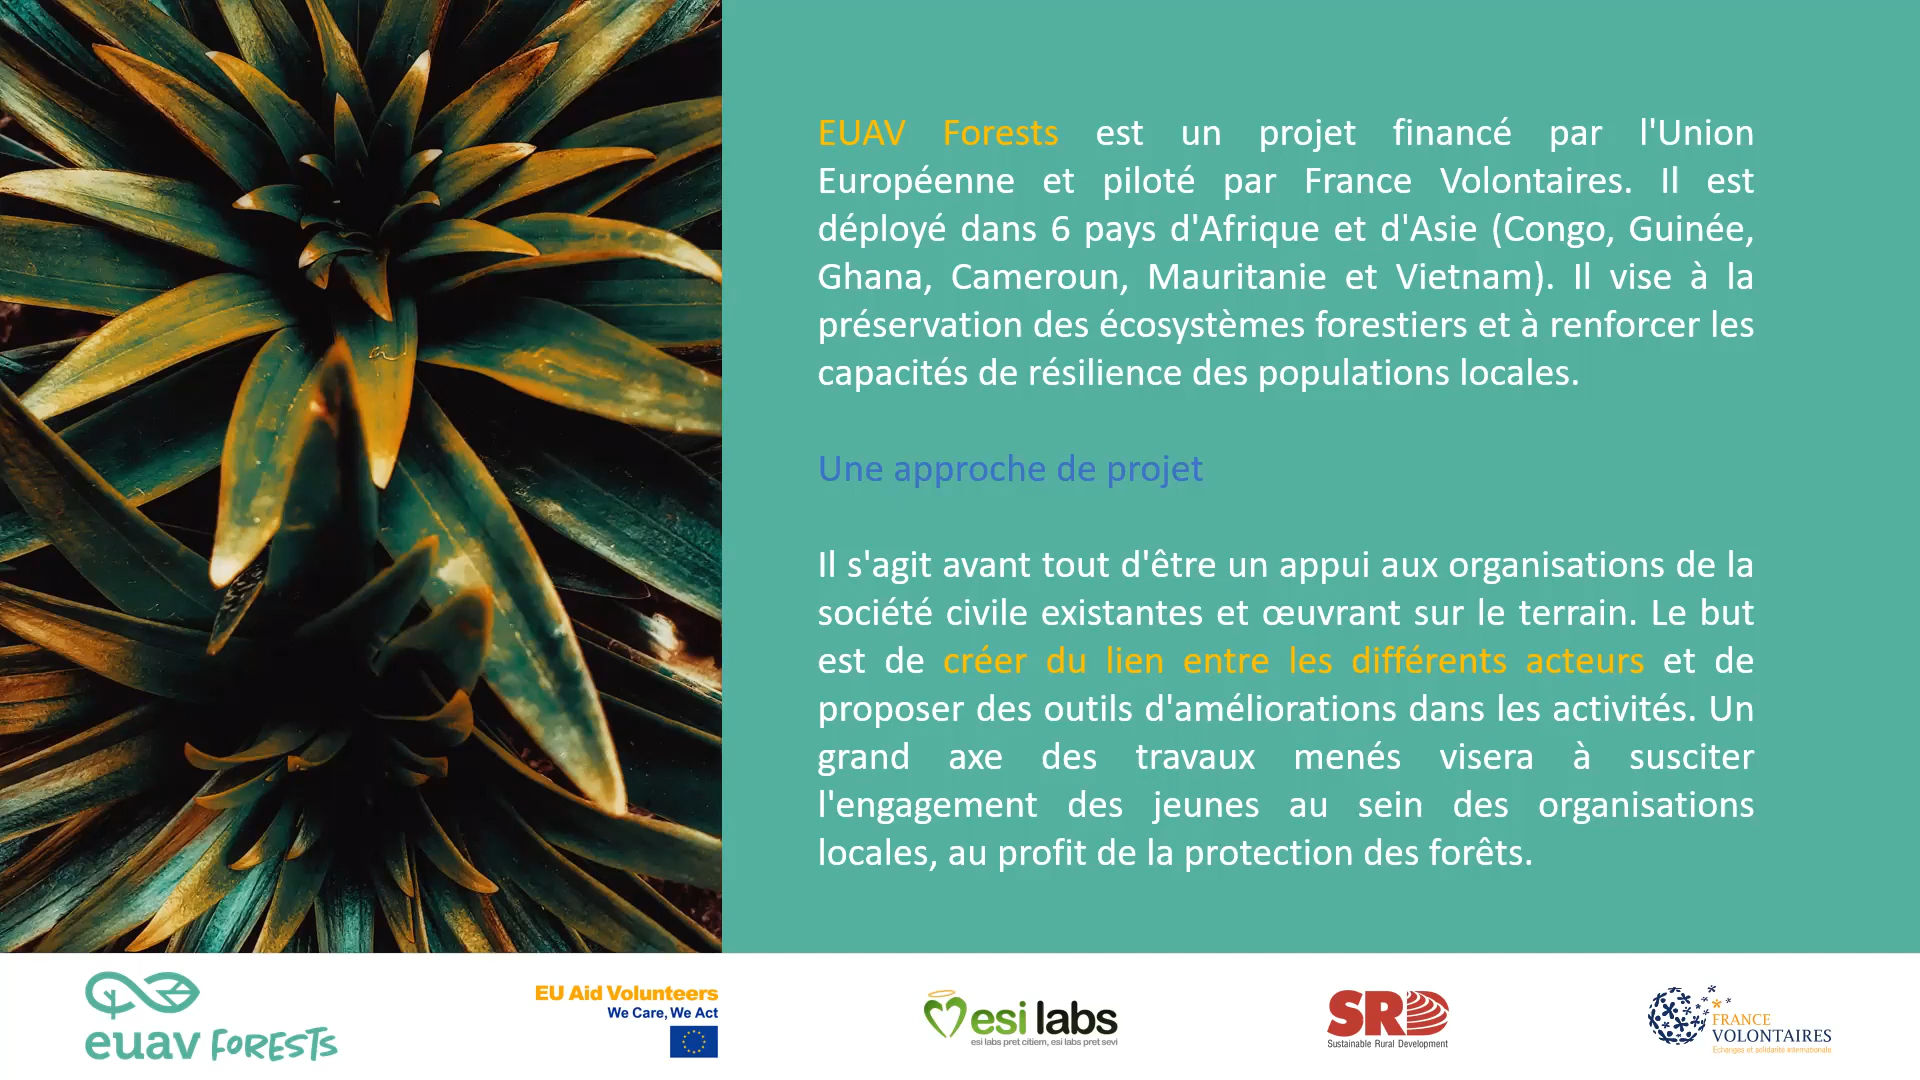 EUAV Forests est un projet financé par l'Union
Européenne et piloté par France Volontaires. Il est
déployé dans 6 pays d'Afrique et d'Asie (Congo, Guinée,
Ghana, Cameroun, Mauritanie et Vietnam). Il vise à la
préservation des écosystèmes forestiers et à renforcer les
capacités de résilience des populations locales.
Une approche de projet
Il s'agit avant tout d'être un appui aux organisations de la
société civile existantes et œuvrant sur le terrain. Le but
est de créer du lien entre les différents acteurs et de
proposer des outils d'améliorations dans les activités. Un
grand axe des travaux menés visera à susciter
l'engagement des jeunes au sein des organisations
locales, au profit de la protection des forêts.
euav FORESTS
EU Aid Volunteers
We Care, We Act
esi labs
esi labs pret citiem, esi labs pret sevi
SRD
Sustainable Rural Development
FRANCE
VOLONTAIRES
Echanges et solidarité internationale